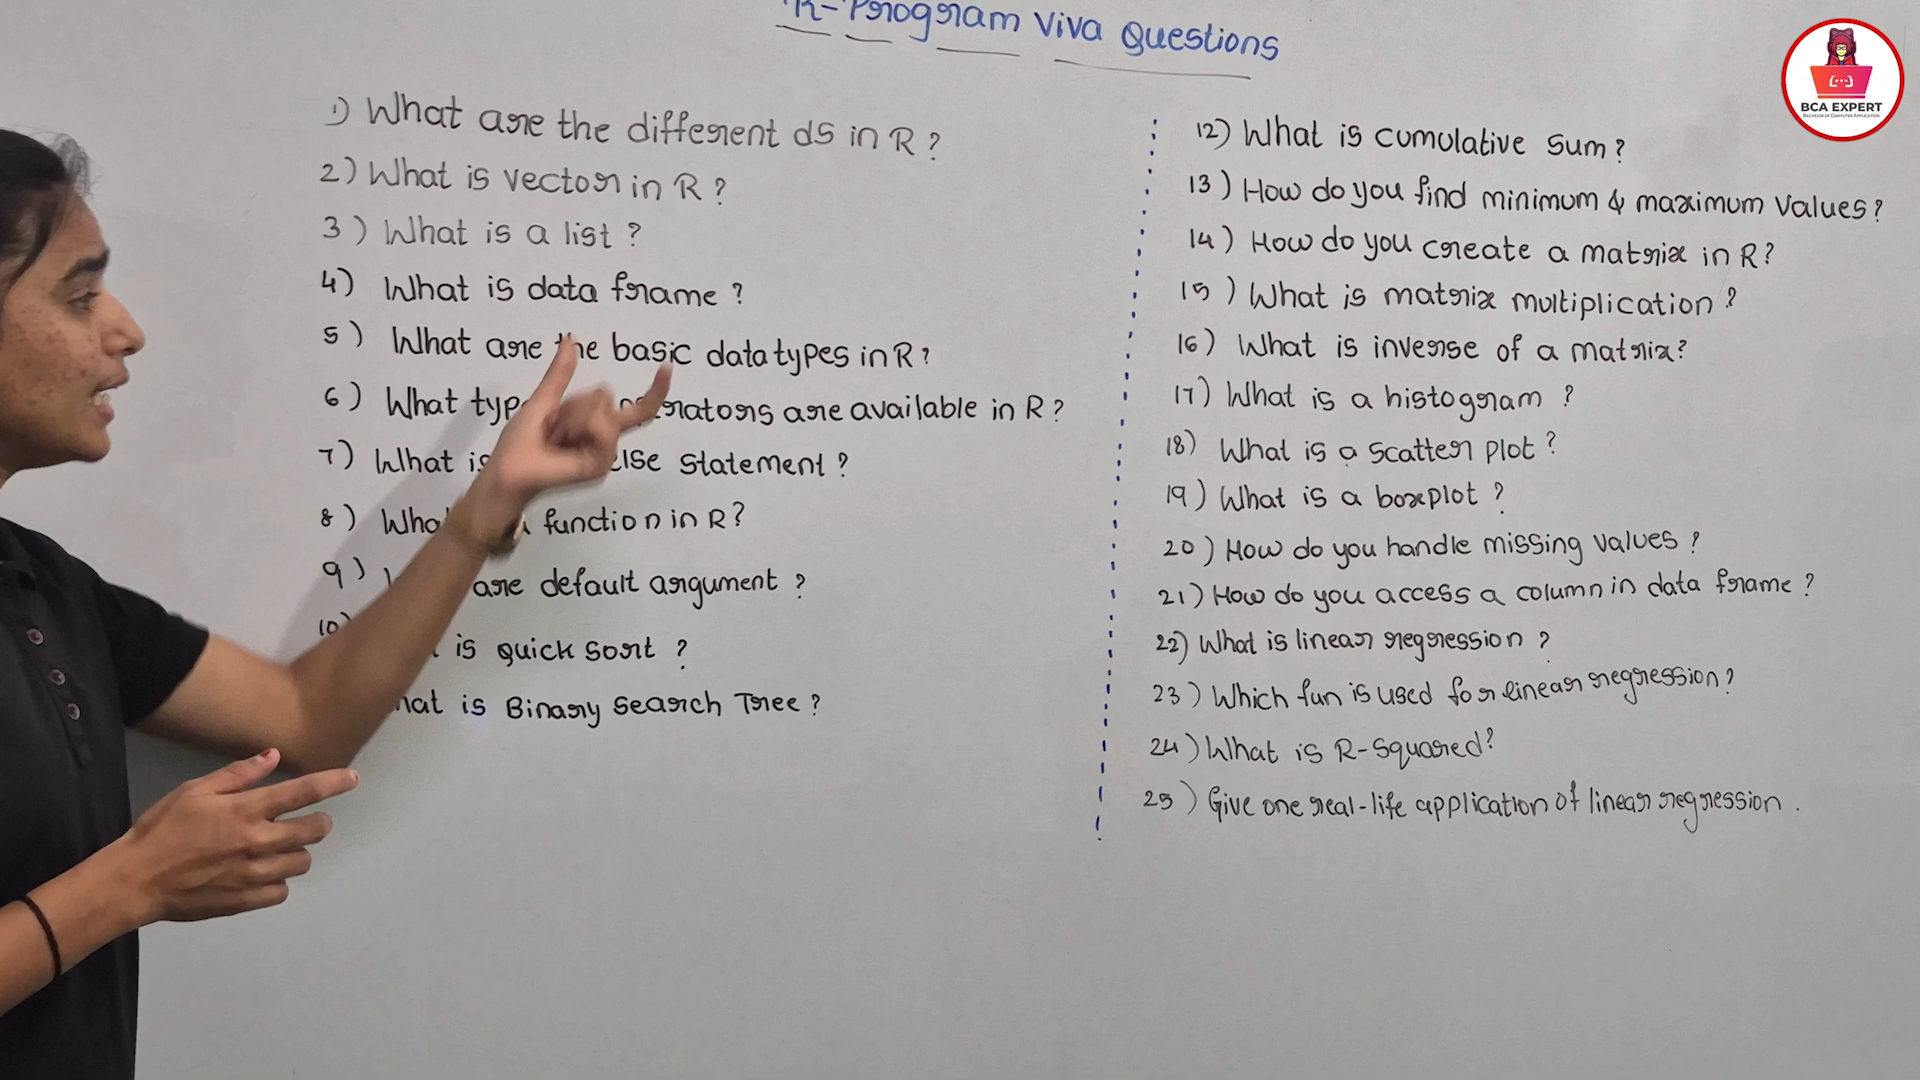 R-Program Viva Questions
1) What are the different ds in R?
2) What is vector in R?
3) What is a list?
4) What is data frame?
5) What are the basic datatypes in R?
6) What are available in R?
7) What is else statement?
8) function in R?
9) are default argument?
10) is quick sort?
is Binary Search Tree?
12) What is cumulative sum?
13) How do you find minimum & maximum values?
14) How do you create a matrix in R?
15) What is matrix multiplication?
16) What is inverse of a matrix?
17) What is a histogram?
18) What is a scatter plot?
19) What is a boxplot?
20) How do you handle missing values?
21) How do you access a column in data frame?
22) What is linear regression?
23) Which fun is used for linear regression?
24) What is R-squared?
25) Give one real-life application of linear regression.
{...}
BCA EXPERT
BACHELOR OF COMPUTER APPLICATION